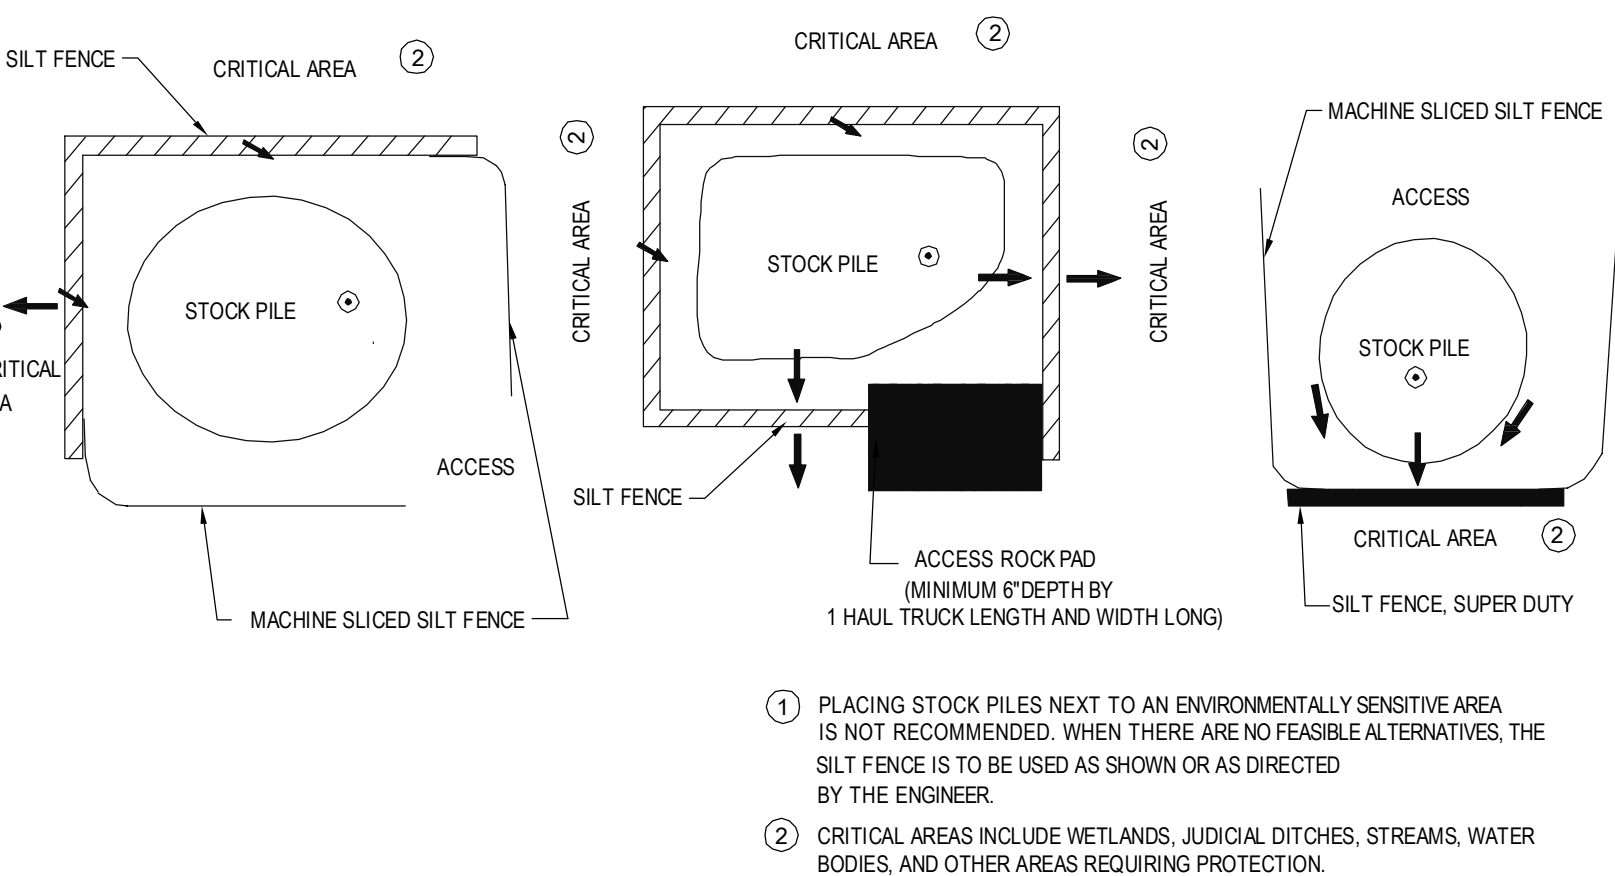 SILT FENCE
CRITICAL AREA 2
STOCK PILE
ACCESS
MACHINE SLICED SILT FENCE
CRITICAL AREA 2
2
CRITICAL AREA
STOCK PILE
2
CRITICAL AREA
SILT FENCE
ACCESS ROCK PAD
(MINIMUM 6" DEPTH BY
1 HAUL TRUCK LENGTH AND WIDTH LONG)
MACHINE SLICED SILT FENCE
ACCESS
STOCK PILE
CRITICAL AREA 2
SILT FENCE, SUPER DUTY
1 PLACING STOCK PILES NEXT TO AN ENVIRONMENTALLY SENSITIVE AREA
IS NOT RECOMMENDED. WHEN THERE ARE NO FEASIBLE ALTERNATIVES, THE
SILT FENCE IS TO BE USED AS SHOWN OR AS DIRECTED
BY THE ENGINEER.
2 CRITICAL AREAS INCLUDE WETLANDS, JUDICIAL DITCHES, STREAMS, WATER
BODIES, AND OTHER AREAS REQUIRING PROTECTION.